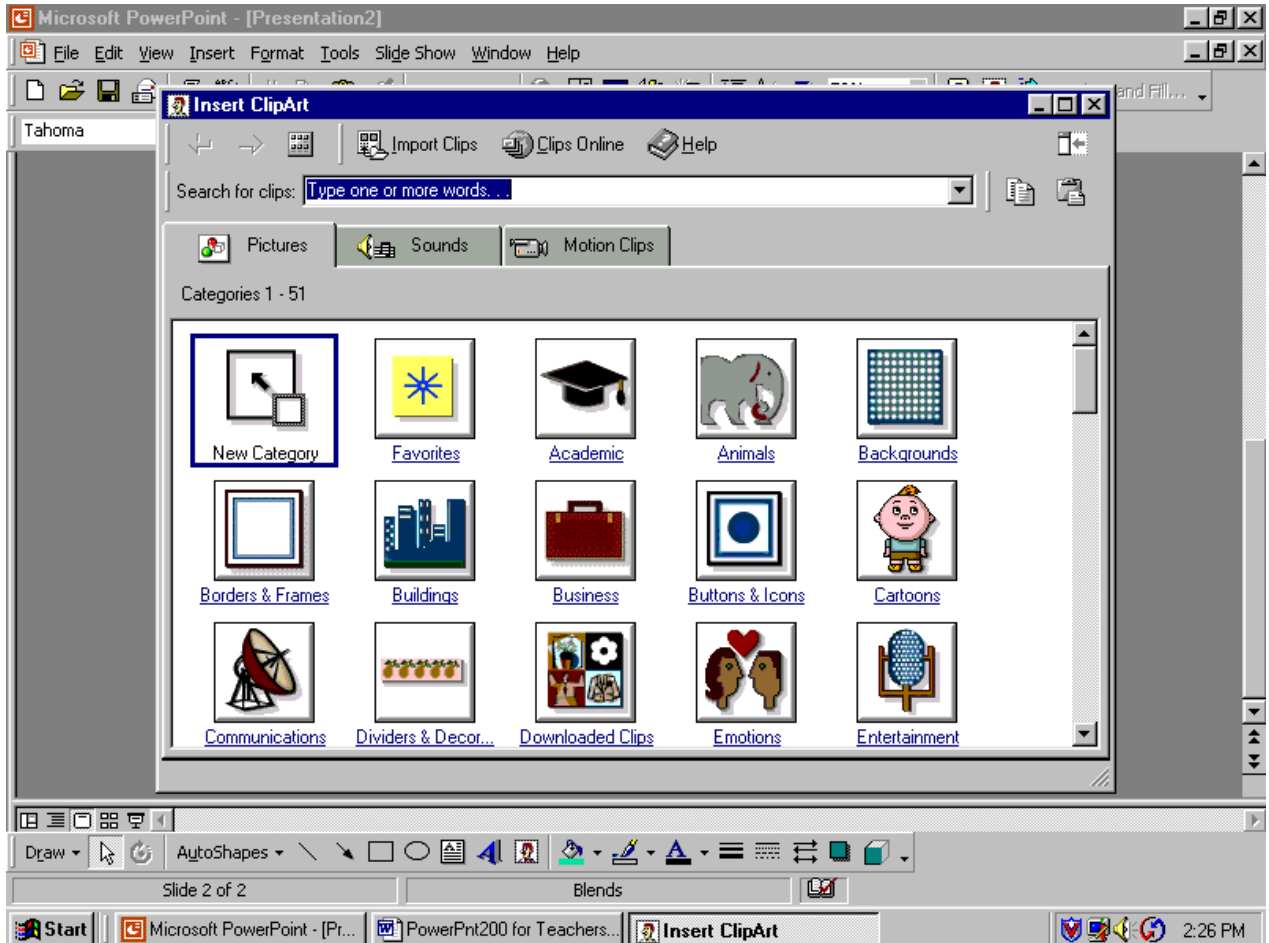 Microsoft PowerPoint - [Presentation2]
File Edit View Insert Format Tools Slide Show Window Help
and Fill...
Tahoma
Insert ClipArt
Import Clips Clips Online Help
Search for clips: Type one or more words. . .
Pictures Sounds Motion Clips
Categories 1 - 51
New Category Favorites Academic Animals Backgrounds
Borders & Frames Buildings Business Buttons & Icons Cartoons
Communications Dividers & Decor... Downloaded Clips Emotions Entertainment
Draw AutoShapes
Slide 2 of 2 Blends
Start Microsoft PowerPoint - [Pr... PowerPnt200 for Teachers... Insert ClipArt 2:26 PM